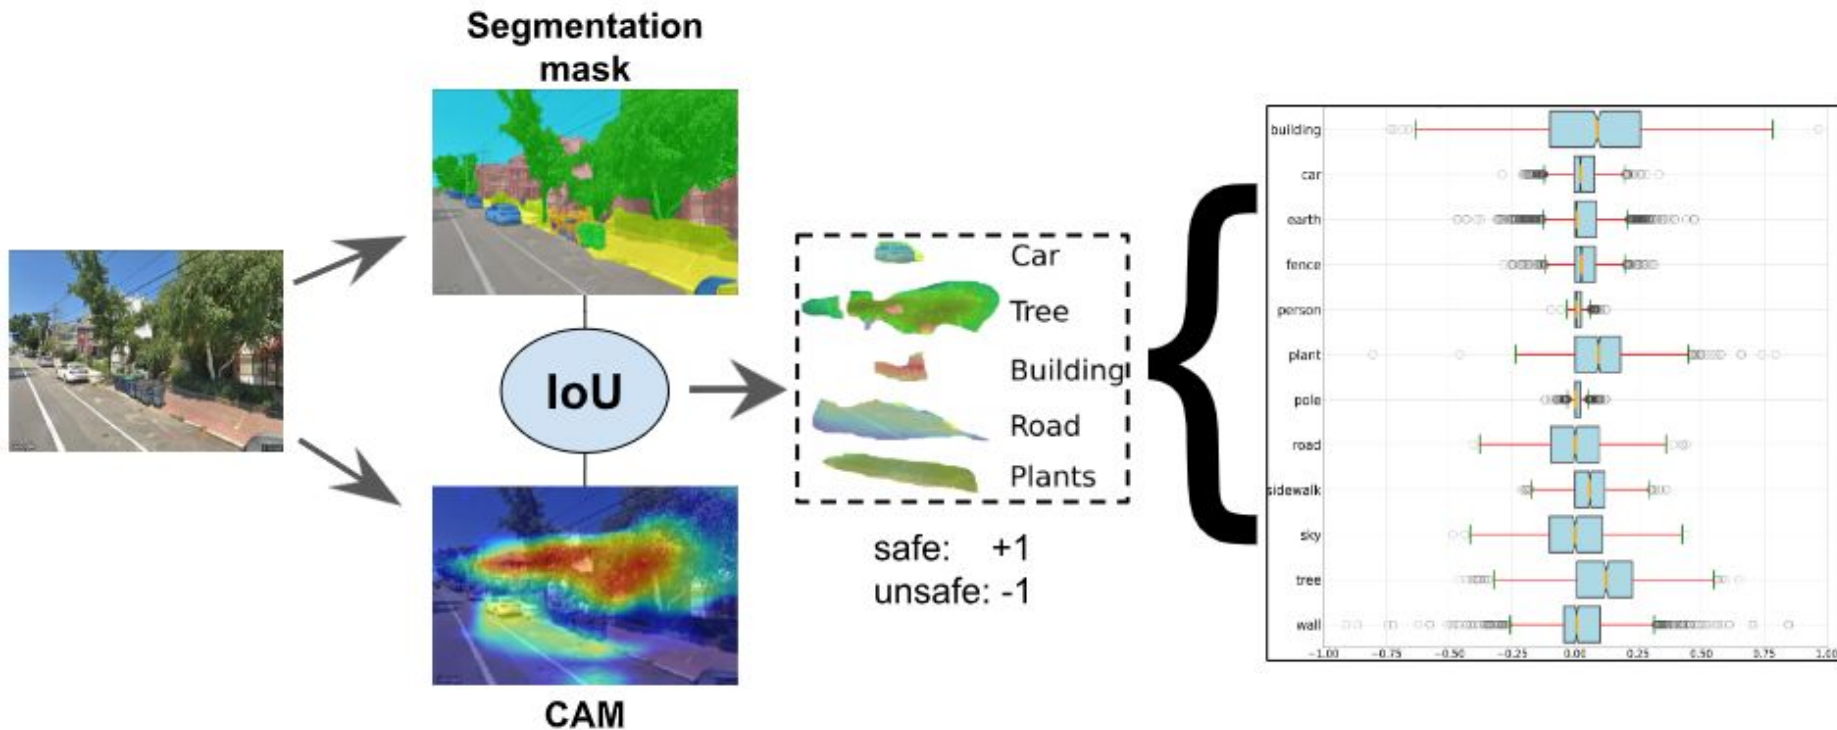 Segmentation
mask
IoU
CAM
Car
Tree
Building
Road
Plants
safe: +1
unsafe: -1
building
car
earth
fence
person
plant
pole
road
sidewalk
sky
tree
wall
−1.00 −0.75 −0.50 −0.25 0.00 0.25 0.50 0.75 1.00